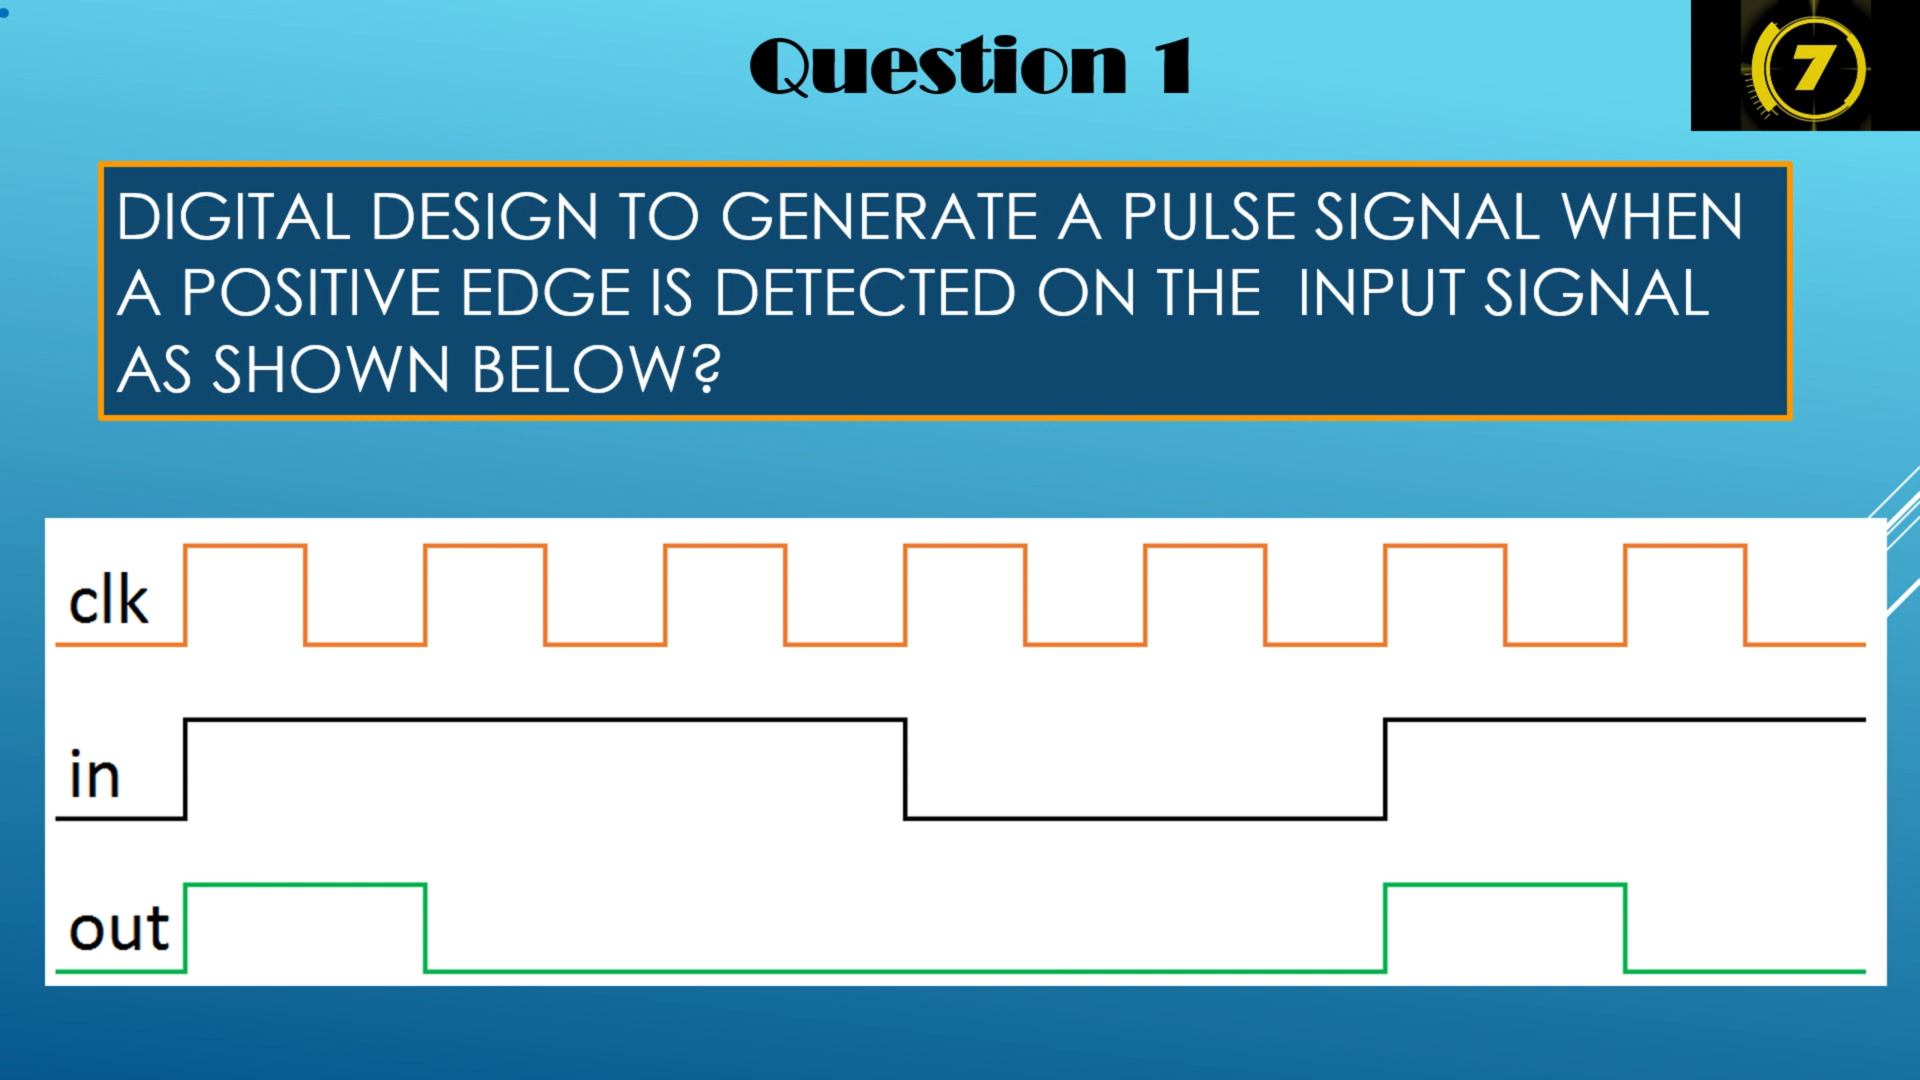 Question 1
7
DIGITAL DESIGN TO GENERATE A PULSE SIGNAL WHEN
A POSITIVE EDGE IS DETECTED ON THE INPUT SIGNAL
AS SHOWN BELOW?
clk
in
out